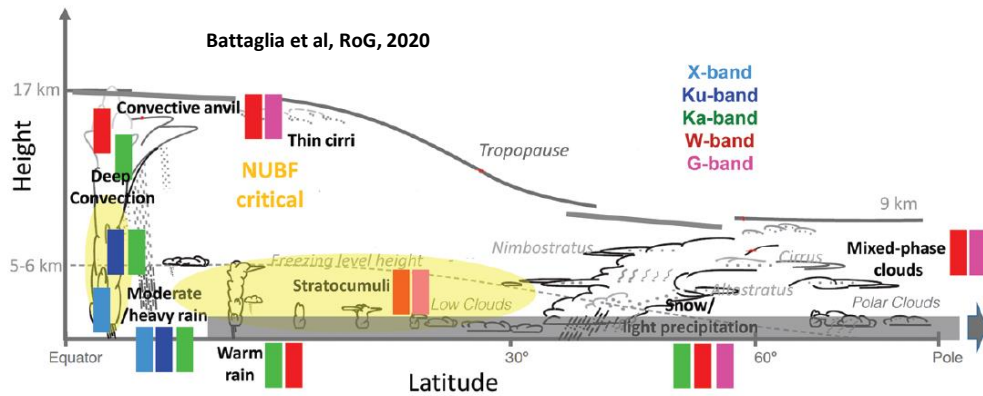 Battaglia et al, RoG, 2020
X-band
Ku-band
Ka-band
W-band
G-band
17 km
Convective anvil
Thin cirri
Height
Tropopause
NUBF
critical
Deep
Convection
9 km
Nimbostratus
Cirrus
Mixed-phase
clouds
5-6 km
Freezing level height
Stratocumuli
Low Clouds
Altostratus
Moderate
/heavy rain
Snow/
Polar Clouds
light precipitation
Equator
Warm
rain
30°
60°
Pole
Latitude